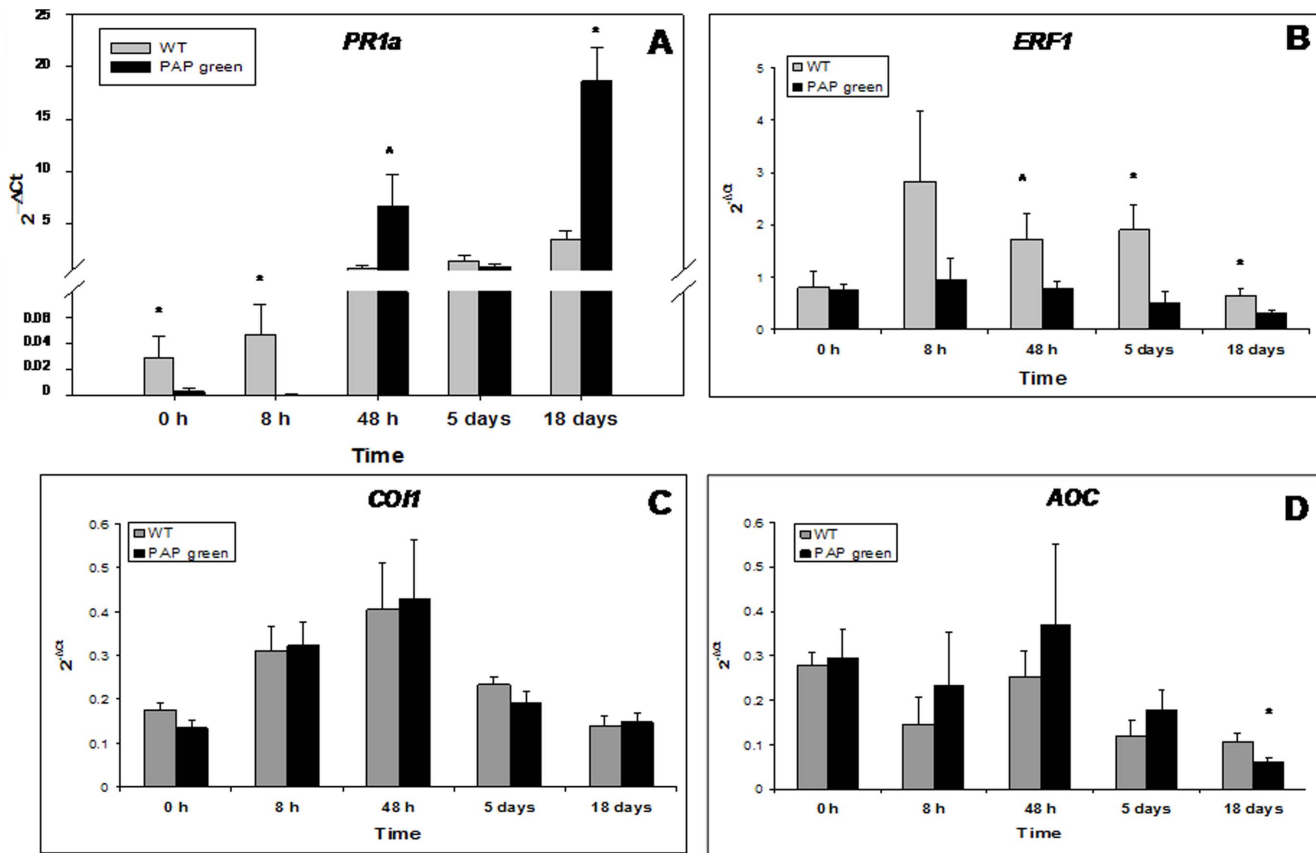 PR1a
A
WT
PAP green
25
20
15
10
5
0.06
0.04
0.02
0
2^-ΔCt
*
*
*
*
0 h 8 h 48 h 5 days 18 days
Time
ERF1
B
WT
PAP green
5
4
3
2
1
0
2^-ΔCt
*
*
*
0 h 8 h 48 h 5 days 18 days
Time
COI1
C
WT
PAP green
0.6
0.5
0.4
0.3
0.2
0.1
0
2^-ΔCt
0 h 8 h 48 h 5 days 18 days
Time
AOC
D
WT
PAP green
0.6
0.5
0.4
0.3
0.2
0.1
0
2^-ΔCt
*
0 h 8 h 48 h 5 days 18 days
Time